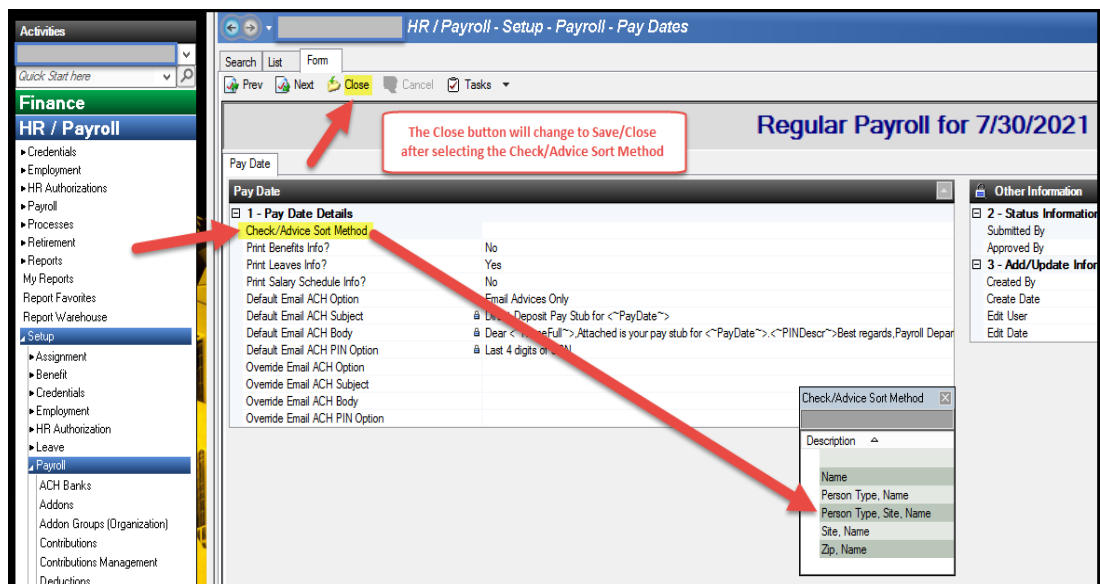 Activities
Quick Start here
Finance
HR / Payroll
Credentials
Employment
HR Authorizations
Payroll
Processes
Retirement
Reports
My Reports
Report Favorites
Report Warehouse
Setup
Assignment
Benefit
Credentials
Employment
HR Authorization
Leave
Payroll
ACH Banks
Addons
Addon Groups (Organization)
Contributions
Contributions Management
Deductions
HR / Payroll - Setup - Payroll - Pay Dates
Search List Form
Prev Next Close Cancel Tasks
The Close button will change to Save/Close
after selecting the Check/Advice Sort Method
Regular Payroll for 7/30/2021
Pay Date
Pay Date
1 - Pay Date Details
Check/Advice Sort Method
Print Benefits Info? No
Print Leaves Info? Yes
Print Salary Schedule Info? No
Default Email ACH Option Email Advices Only
Default Email ACH Subject Deposit Pay Stub for <~PayDate~>
Default Email ACH Body Dear Full~>,Attached is your pay stub for <~PayDate~>.<~PINDescr~>Best regards,Payroll Depar
Default Email ACH PIN Option Last 4 digits of
Override Email ACH Option
Override Email ACH Subject
Override Email ACH Body
Override Email ACH PIN Option
Other Information
2 - Status Information
Submitted By
Approved By
3 - Add/Update Infor
Created By
Create Date
Edit User
Edit Date
Check/Advice Sort Method
Description
Name
Person Type, Name
Person Type, Site, Name
Site, Name
Zip, Name